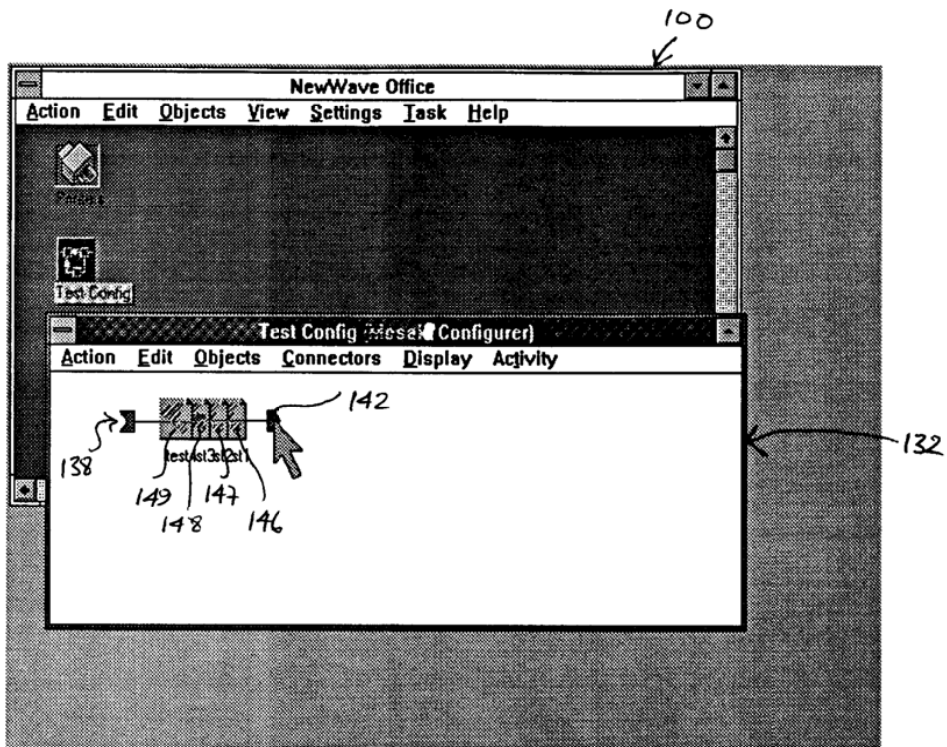 100
NewWave Office
Action Edit Objects View Settings Task Help
Test Config
Test Config Configurer)
Action Edit Objects Connectors Display Activity
142
138
132
149 147
148 146